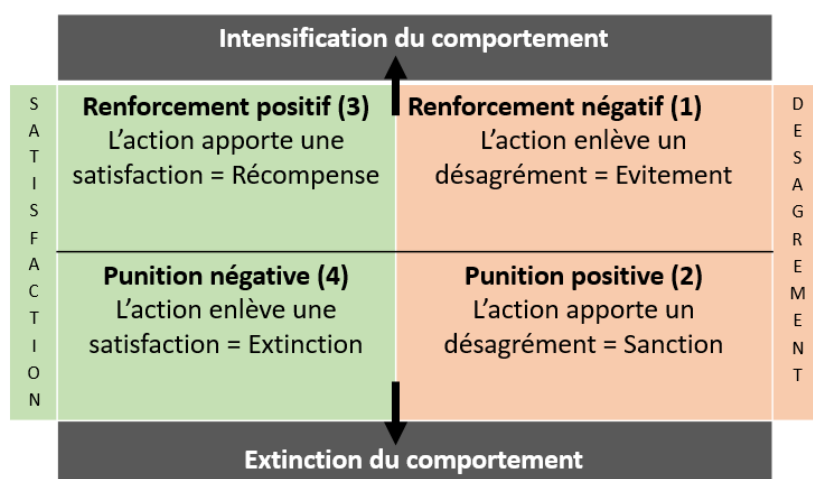 Intensification du comportement
SATISFACTION
Renforcement positif (3)
L'action apporte une
satisfaction = Récompense
Renforcement négatif (1)
L'action enlève un
désagrément = Evitement
DESAGREMENT
Punition négative (4)
L'action enlève une
satisfaction = Extinction
Punition positive (2)
L'action apporte un
désagrément = Sanction
Extinction du comportement